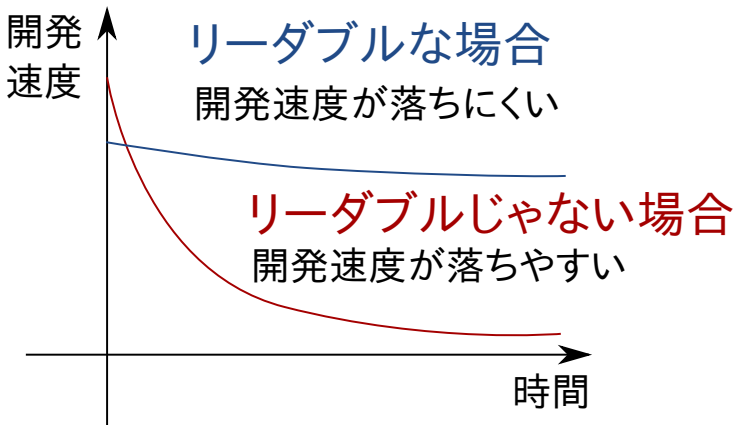 開発
速度
リーダブルな場合
開発速度が落ちにくい
リーダブルじゃない場合
開発速度が落ちやすい
時間